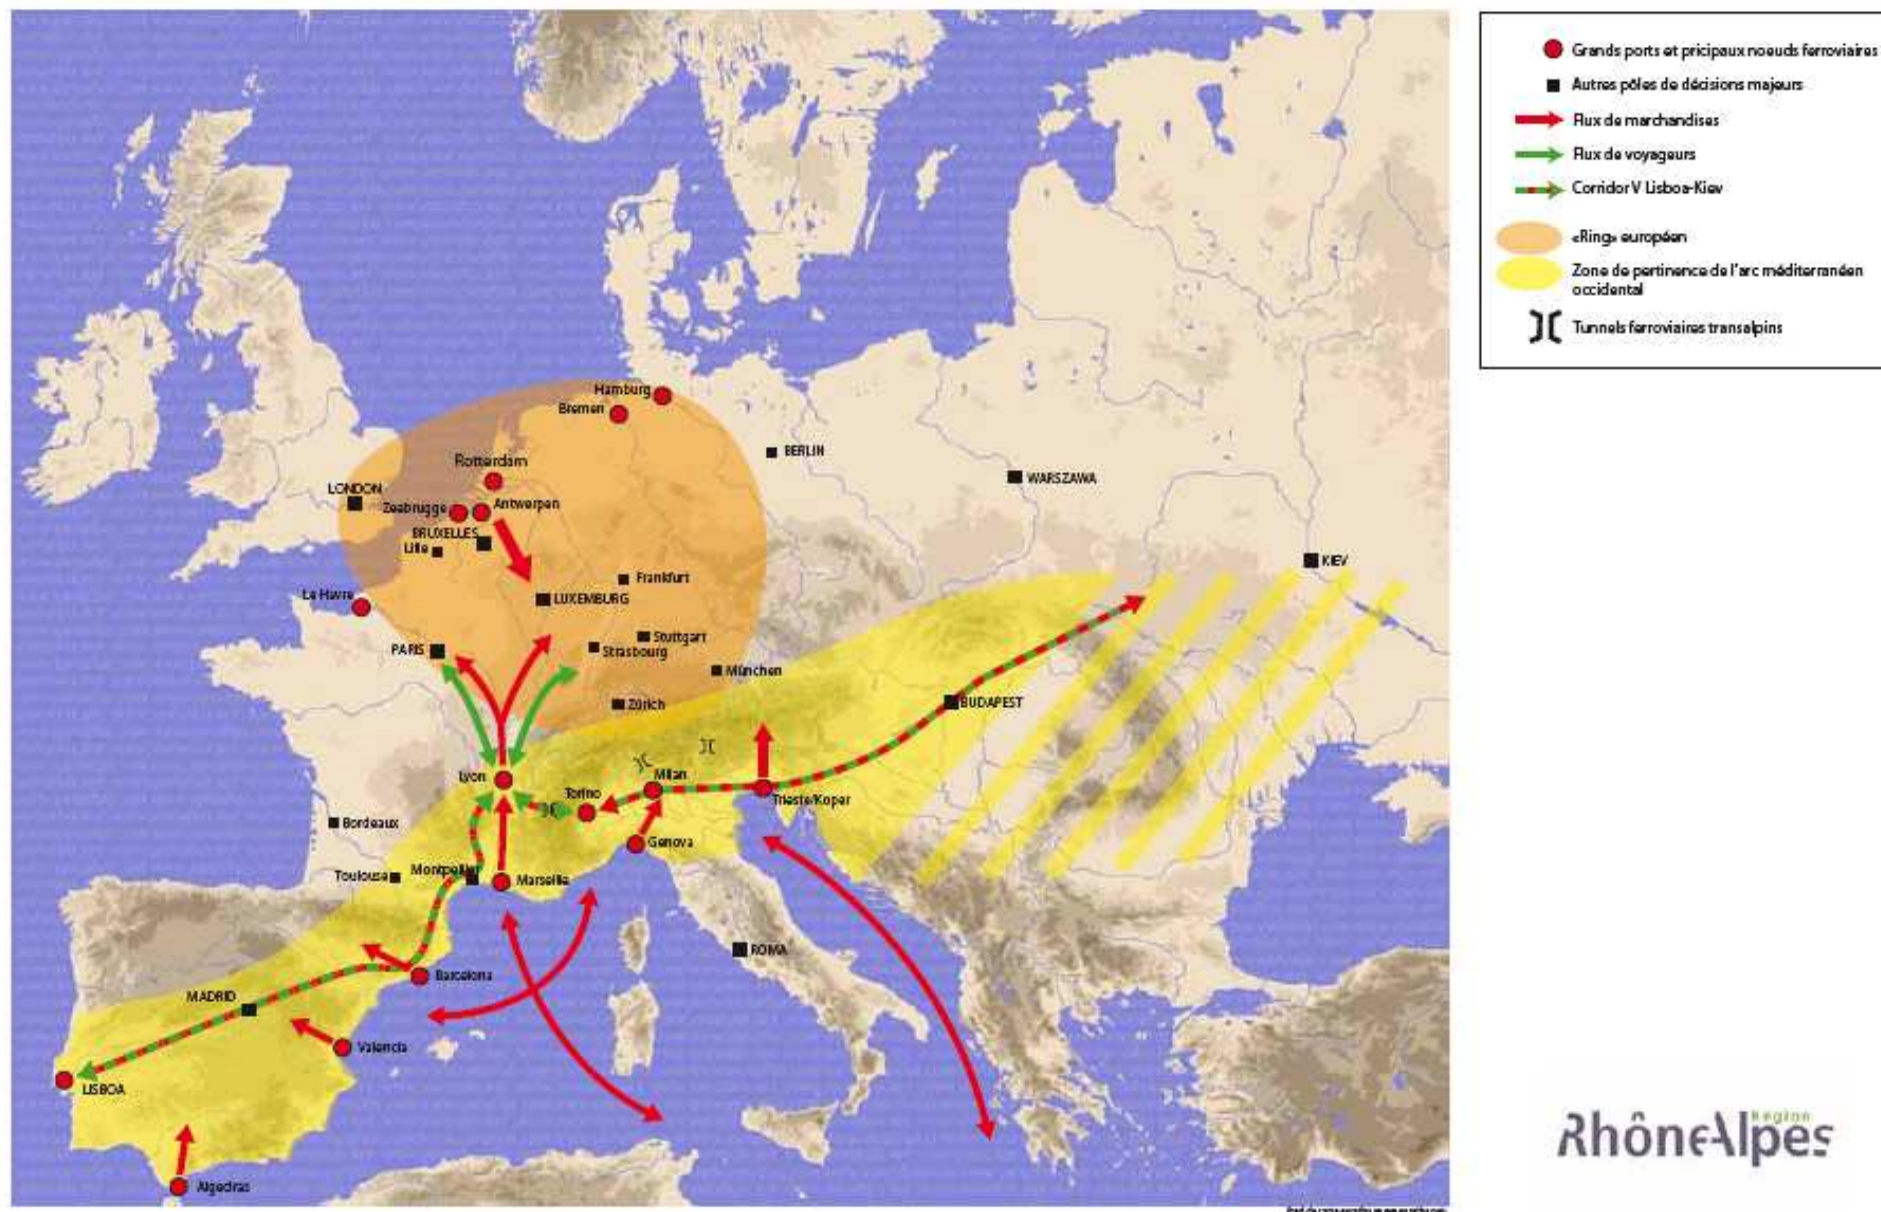 Grands ports et pricipaux noeuds ferroviaires
Autres pôles de décisions majeurs
Flux de marchandises
Flux de voyageurs
Corridor V Lisboa-Kiev
«Ring» européen
Zone de pertinence de l'arc méditerranéen
occidental
Tunnels ferroviaires transalpins
Hamburg
Bremen
BERLIN
Rotterdam
WARSZAWA
LONDON
Zeebrugge
Antwerpen
BRUXELLES
Lille
KIEV
Frankfurt
Le Havre
LUXEMBURG
Stuttgart
PARIS
Strasbourg
München
Zürich
BUDAPEST
Lyon
Milan
Torino
Trieste/Koper
Bordeaux
Genova
Toulouse
Montpellier
Marseille
ROMA
Barcelona
MADRID
Valencia
LISBOA
Algeciras
Région
RhôneAlpes